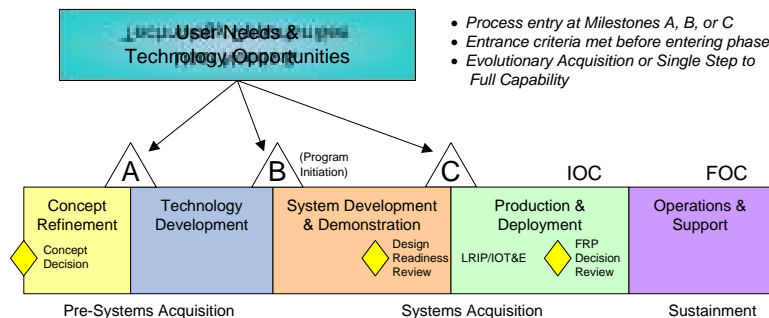 User Needs &
Technology Opportunities
• Process entry at Milestones A, B, or C
• Entrance criteria met before entering phase
• Evolutionary Acquisition or Single Step to
Full Capability
A
B
(Program
Initiation)
C
IOC
FOC
Concept
Refinement
Technology
Development
System Development
& Demonstration
Production &
Deployment
Operations &
Support
Concept
Decision
Design
Readiness
Review
LRIP/IOT&E
FRP
Decision
Review
Pre-Systems Acquisition
Systems Acquisition
Sustainment